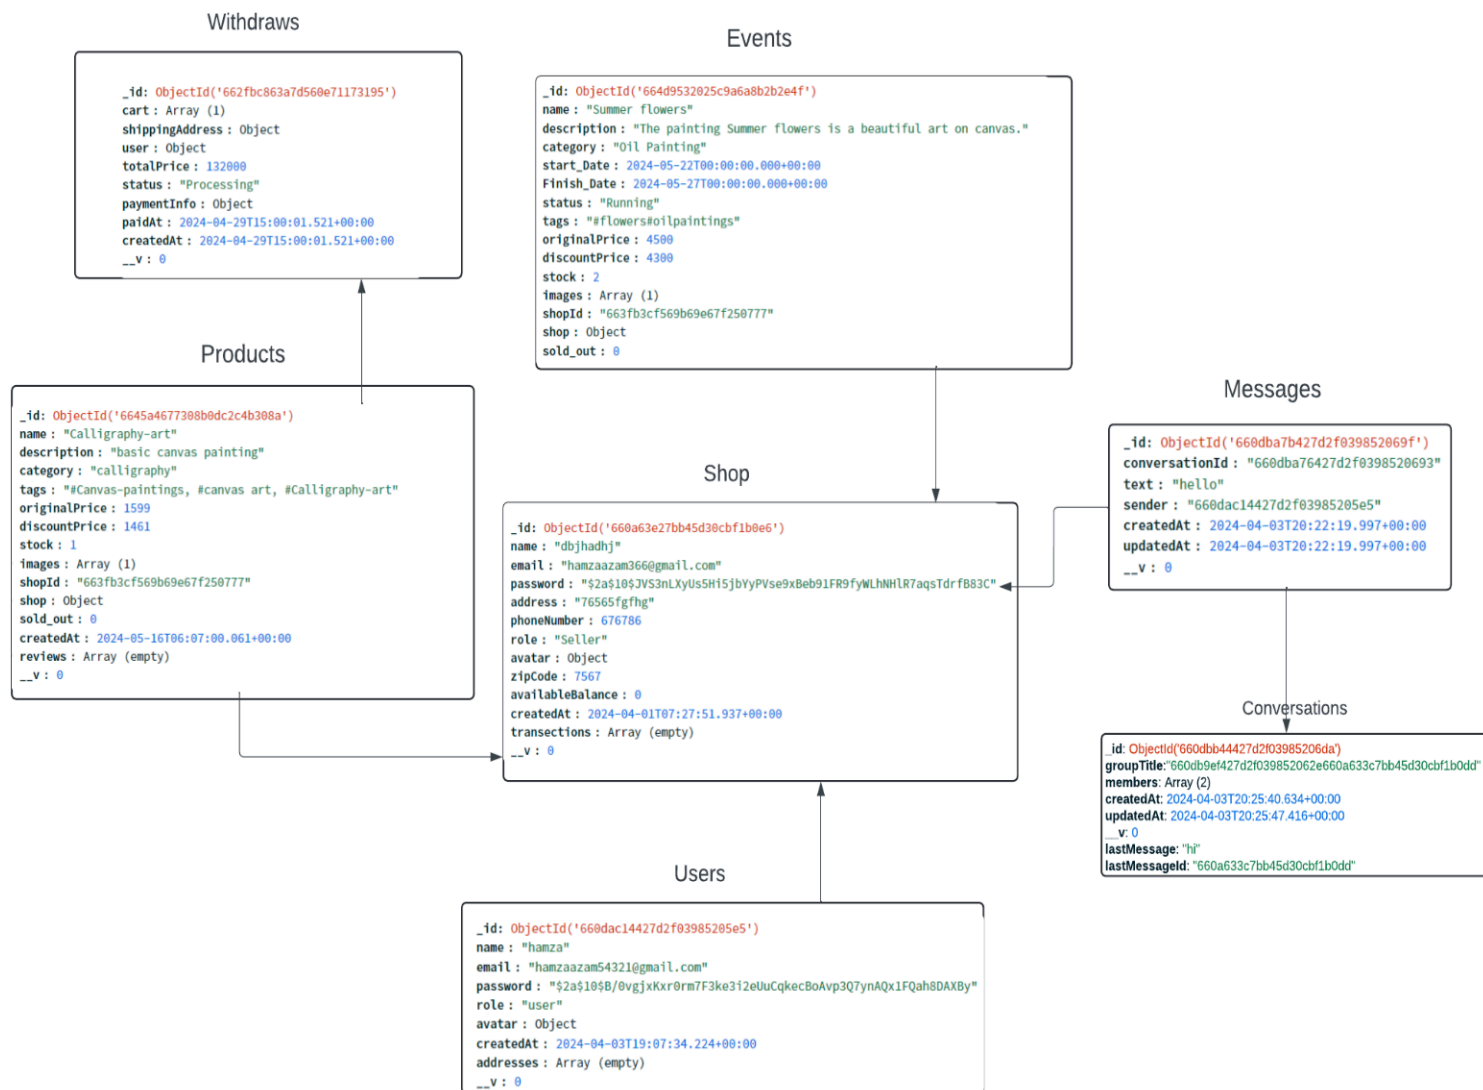 Withdraws
_id: ObjectId('662fbc863a7d560e71173195')
cart : Array (1)
shippingAddress : Object
user : Object
totalPrice : 132000
status : "Processing"
paymentInfo : Object
paidAt : 2024-04-29T15:00:01.521+00:00
createdAt : 2024-04-29T15:00:01.521+00:00
__v : 0
Events
_id: ObjectId('664d9532025c9a6a8b2b2e4f')
name : "Summer flowers"
description : "The painting Summer flowers is a beautiful art on canvas."
category : "Oil Painting"
start_Date : 2024-05-22T00:00:00.000+00:00
Finish_Date : 2024-05-27T00:00:00.000+00:00
status : "Running"
tags : "#flowers#oilpaintings"
originalPrice : 4500
discountPrice : 4300
stock : 2
images : Array (1)
shopId : "663fb3cf569b69e67f250777"
shop : Object
sold_out : 0
Products
_id: ObjectId('6645a4677308b0dc2c4b308a')
name : "Calligraphy-art"
description : "basic canvas painting"
category : "calligraphy"
tags : "#Canvas-paintings, #canvas art, #Calligraphy-art"
originalPrice : 1599
discountPrice : 1461
stock : 1
images : Array (1)
shopId : "663fb3cf569b69e67f250777"
shop : Object
sold_out : 0
createdAt : 2024-05-16T06:07:00.061+00:00
reviews : Array (empty)
__v : 0
Shop
_id: ObjectId('660a63e27bb45d30cbf1b0e6')
name : "dbjhadhj"
email : "hamzaazam366@gmail.com"
password : "$2a$10$JVS3nLXyUs5Hi5jbYyPVse9xBeb91FR9fyWLhNHlR7aqsTdrfB83C"
address : "76565fgfhg"
phoneNumber : 676786
role : "Seller"
avatar : Object
zipCode : 7567
availableBalance : 0
createdAt : 2024-04-01T07:27:51.937+00:00
transections : Array (empty)
__v : 0
Messages
_id: ObjectId('660dba7b427d2f039852069f')
conversationId : "660dba76427d2f0398520693"
text : "hello"
sender : "660dac14427d2f03985205e5"
createdAt : 2024-04-03T20:22:19.997+00:00
updatedAt : 2024-04-03T20:22:19.997+00:00
__v : 0
Conversations
_id: ObjectId('660dbb44427d2f03985206da')
groupTitle:"660db9ef427d2f039852062e660a633c7bb45d30cbf1b0dd"
members: Array (2)
createdAt: 2024-04-03T20:25:40.634+00:00
updatedAt: 2024-04-03T20:25:47.416+00:00
__v: 0
lastMessage: "hi"
lastMessageId: "660a633c7bb45d30cbf1b0dd"
Users
_id: ObjectId('660dac14427d2f03985205e5')
name : "hamza"
email : "hamzaazam54321@gmail.com"
password : "$2a$10$B/0vgjxKxr0rm7F3ke3i2eUuCqkecBoAvp3Q7ynAQx1FQah8DAXBy"
role : "user"
avatar : Object
createdAt : 2024-04-03T19:07:34.224+00:00
addresses : Array (empty)
__v : 0